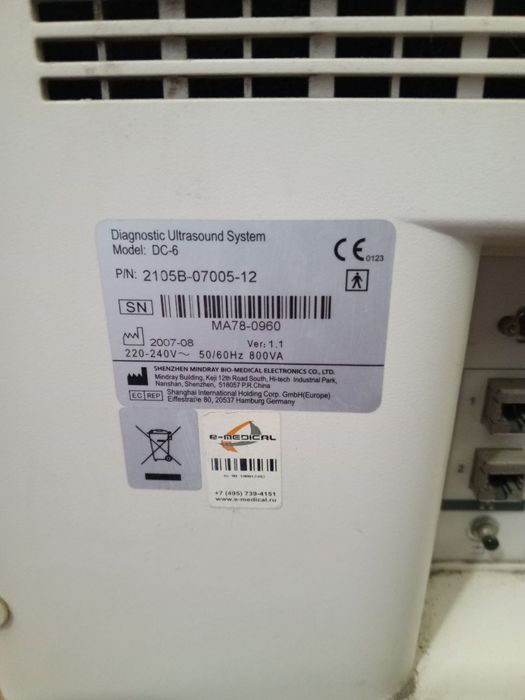 Diagnostic Ultrasound System
Model: DC-6
P/N: 2105B-07005-12
SN
MA78-0960
2007-08
Ver: 1.1
220-240V~ 50/60Hz 800VA
CE 0123
SHENZHEN MINDRAY BIO-MEDICAL ELECTRONICS CO., LTD.
Mindray Building, Keji 12th Road South, Hi-tech Industrial Park,
Nanshan, Shenzhen, 518057 P.R.China
EC REP Shanghai International Holding Corp. GmbH(Europe)
Eiffestraße 80, 20537 Hamburg Germany
e-MEDICAL
+7 (495) 739-4151
www.e-medical.ru
1
2